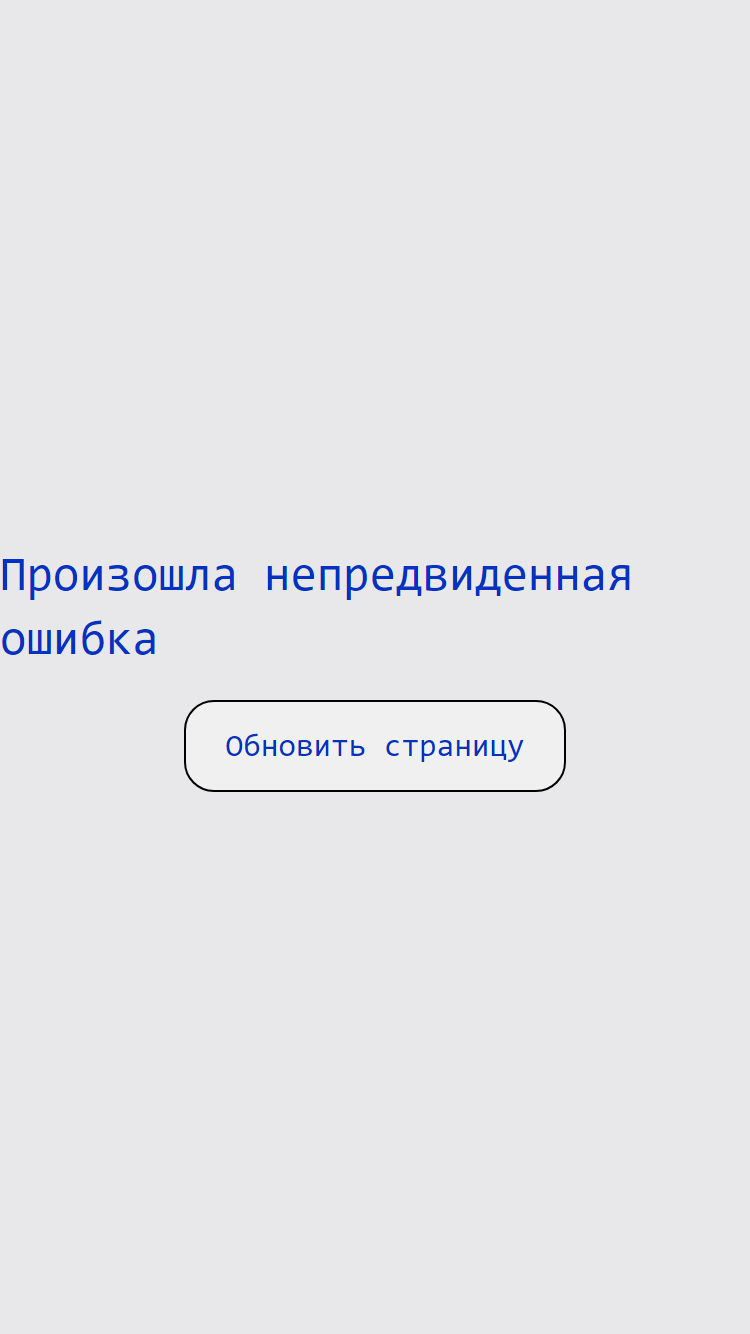 Произошла непредвиденная
ошибка
Обновить страницу